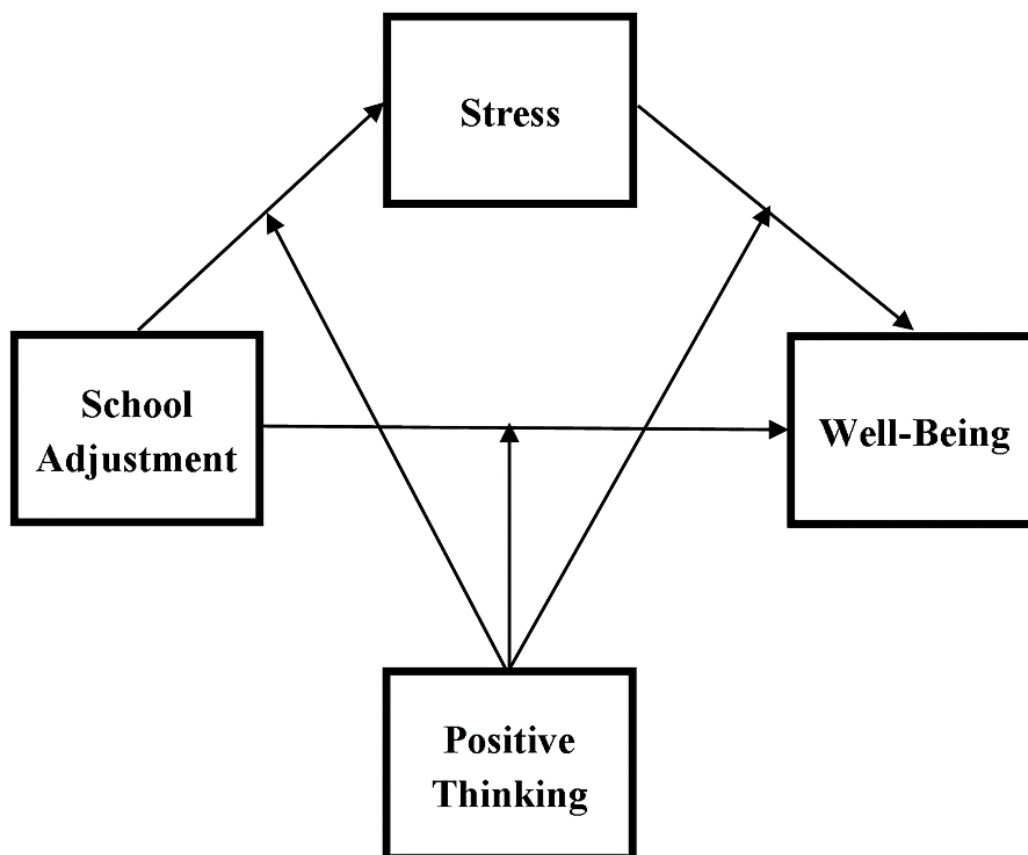 Stress
School
Adjustment
Well-Being
Positive
Thinking